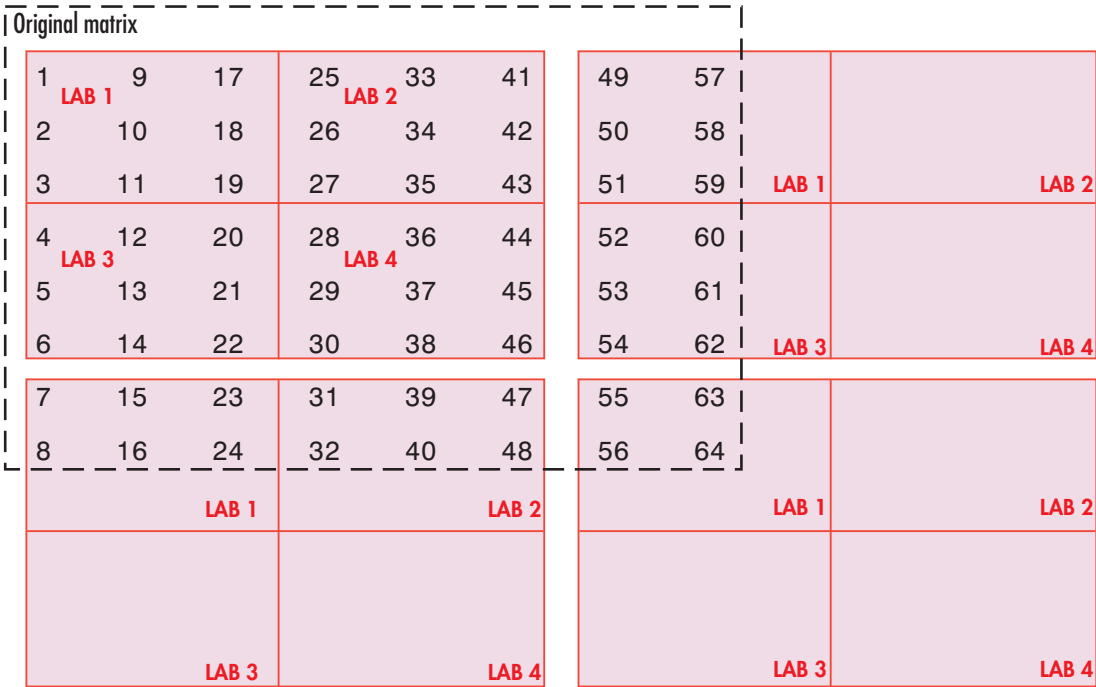 Original matrix
1 9 17 25 33 41 49 57
LAB 1 LAB 2
2 10 18 26 34 42 50 58
3 11 19 27 35 43 51 59 LAB 1 LAB 2
4 12 20 28 36 44 52 60
LAB 3 LAB 4
5 13 21 29 37 45 53 61
6 14 22 30 38 46 54 62 LAB 3 LAB 4
7 15 23 31 39 47 55 63
8 16 24 32 40 48 56 64
LAB 1 LAB 2 LAB 1 LAB 2
LAB 3 LAB 4 LAB 3 LAB 4